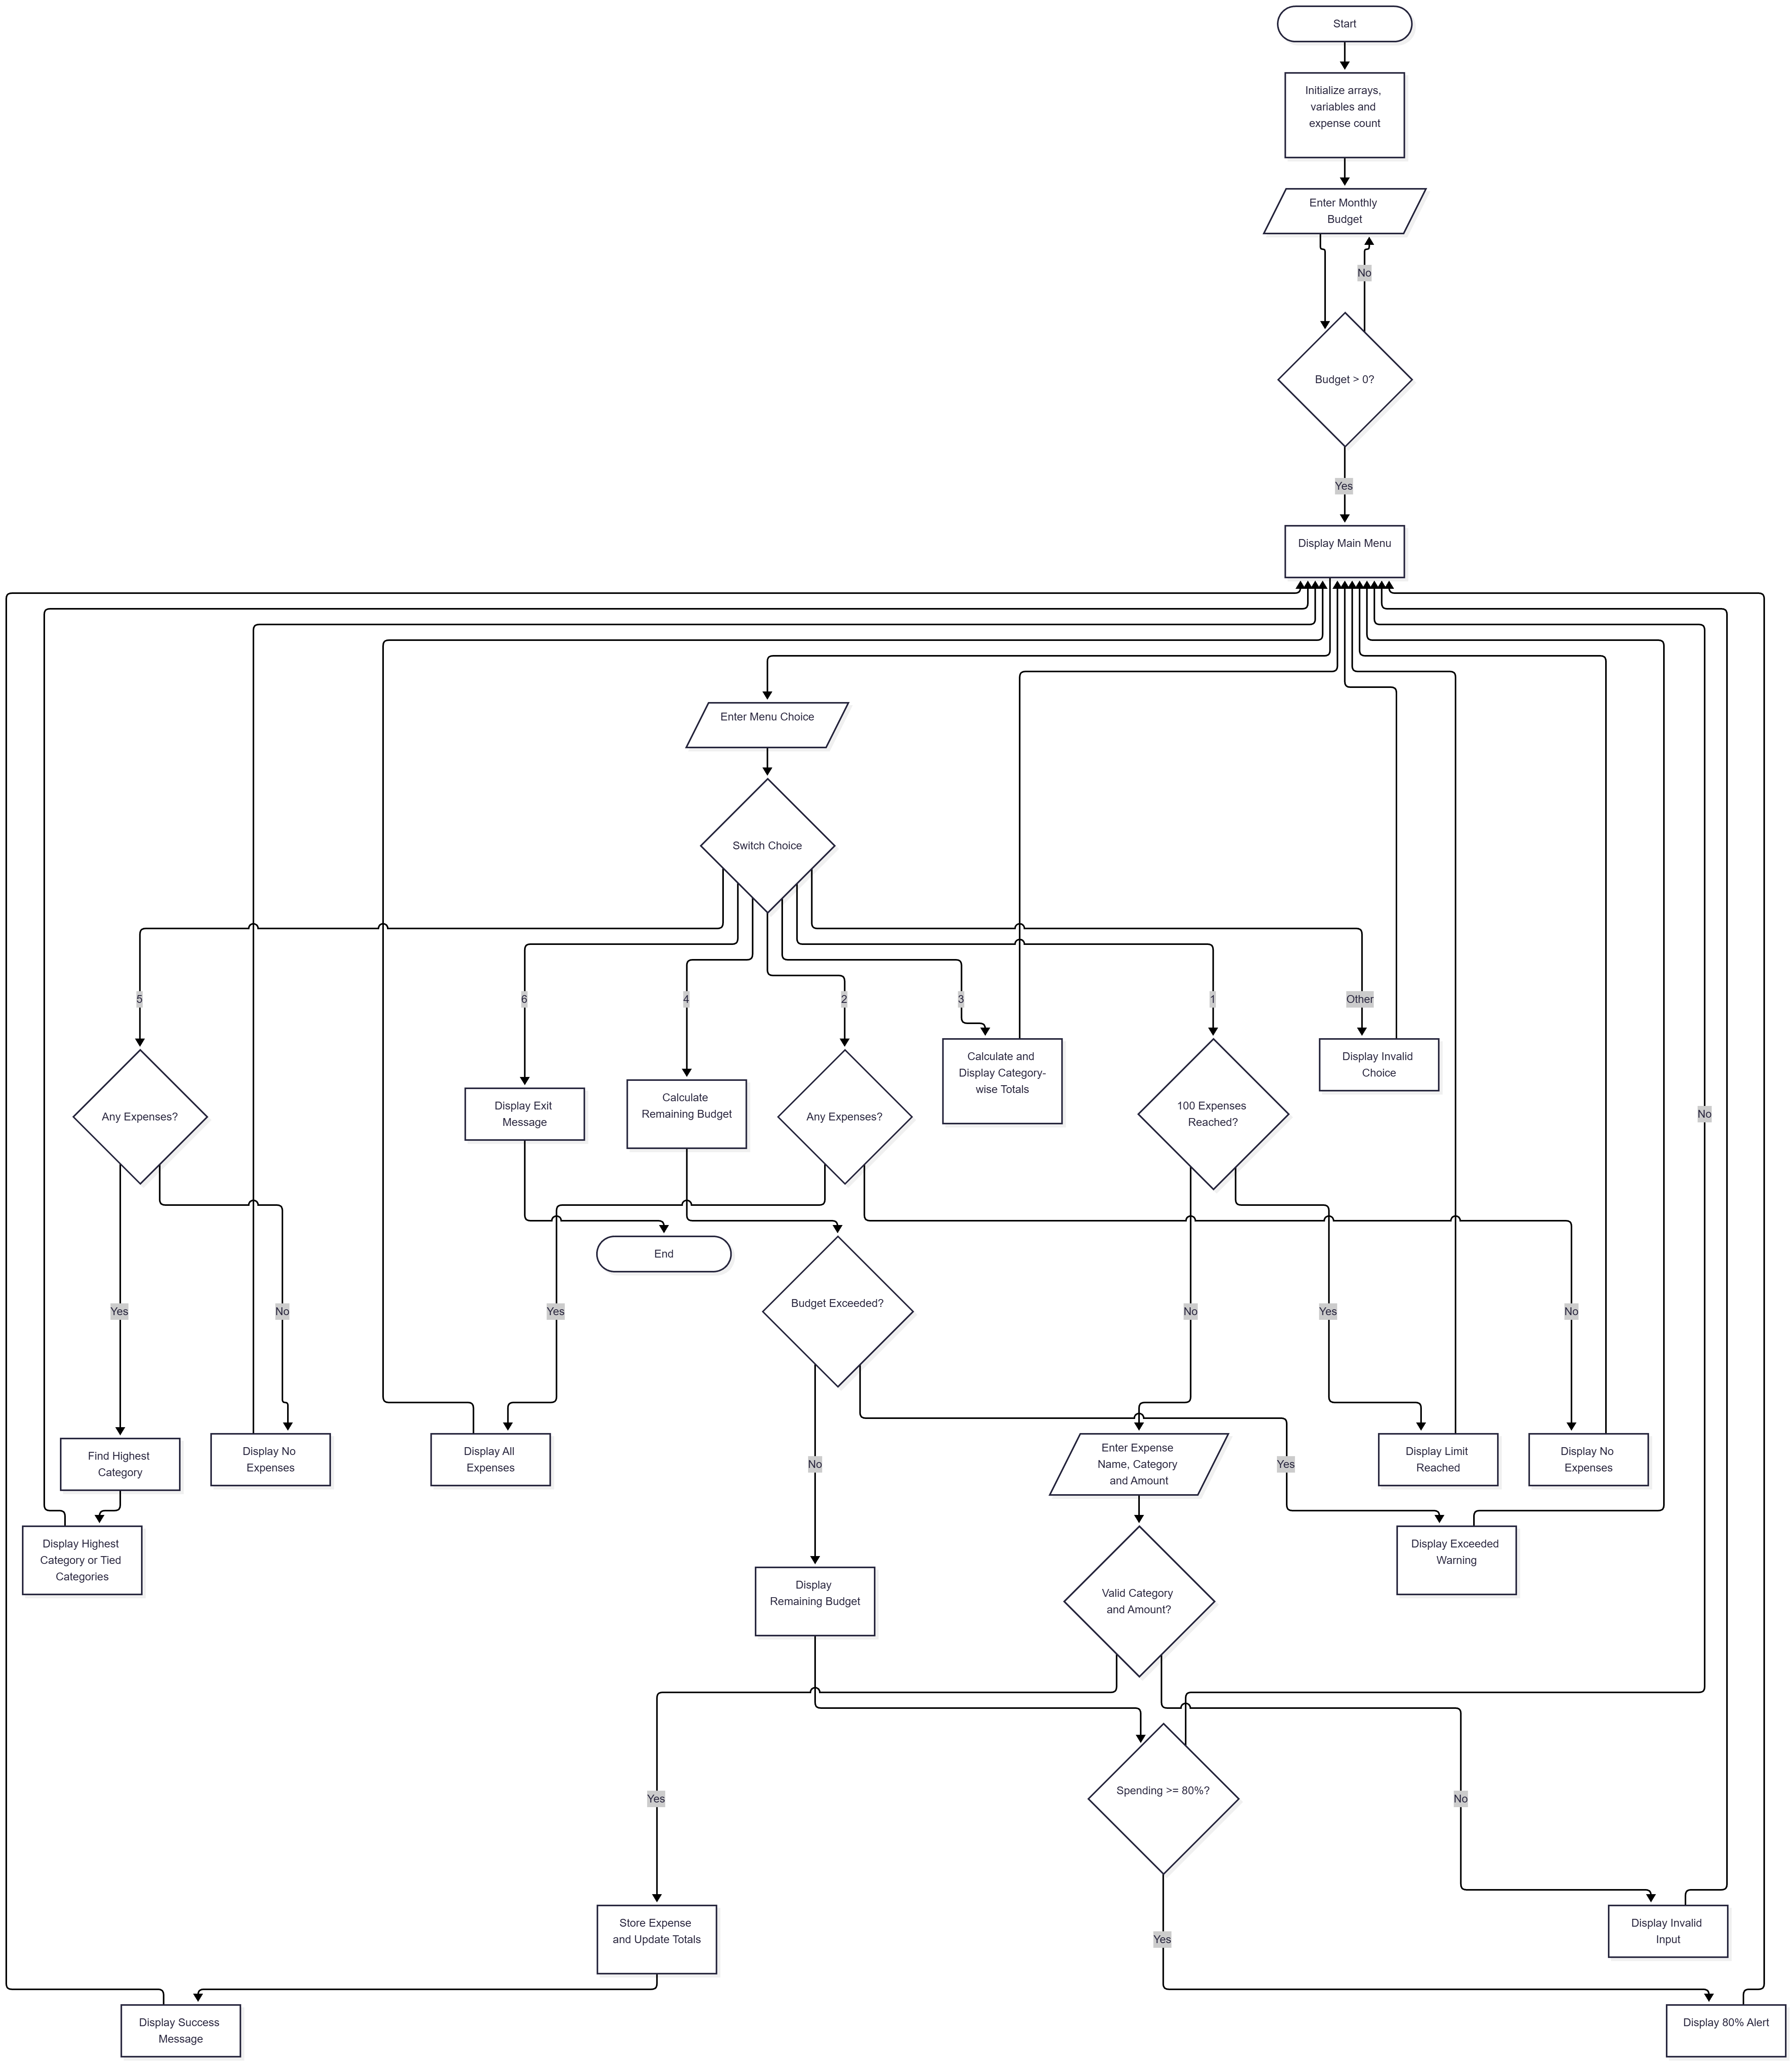 Start
Initialize arrays,
variables and
expense count
Enter Monthly
Budget
No
Budget > 0?
Yes
Display Main Menu
Enter Menu Choice
Switch Choice
5
6
4
2
3
1
Other
Any Expenses?
Display Exit
Message
Calculate
Remaining Budget
Any Expenses?
Calculate and
Display Category-
wise Totals
100 Expenses
Reached?
Display Invalid
Choice
No
End
Budget Exceeded?
Yes
No
Yes
No
Yes
No
Find Highest
Category
Display No
Expenses
Display All
Expenses
No
Enter Expense
Name, Category
and Amount
Yes
Display Limit
Reached
Display No
Expenses
Display Highest
Category or Tied
Categories
Display Exceeded
Warning
Display
Remaining Budget
Valid Category
and Amount?
Yes
Spending >= 80%?
No
Store Expense
and Update Totals
Yes
Display Invalid
Input
Display Success
Message
Display 80% Alert